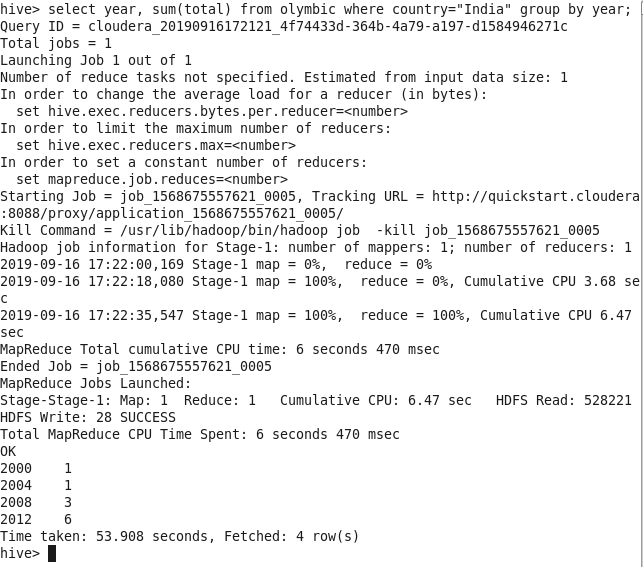 hive> select year, sum(total) from olymbic where country="India" group by year;
Query ID = cloudera_20190916172121_4f74433d-364b-4a79-a197-d1584946271c
Total jobs = 1
Launching Job 1 out of 1
Number of reduce tasks not specified. Estimated from input data size: 1
In order to change the average load for a reducer (in bytes):
  set hive.exec.reducers.bytes.per.reducer=<number>
In order to limit the maximum number of reducers:
  set hive.exec.reducers.max=<number>
In order to set a constant number of reducers:
  set mapreduce.job.reduces=<number>
Starting Job = job_1568675557621_0005, Tracking URL = http://quickstart.cloudera
:8088/proxy/application_1568675557621_0005/
Kill Command = /usr/lib/hadoop/bin/hadoop job  -kill job_1568675557621_0005
Hadoop job information for Stage-1: number of mappers: 1; number of reducers: 1
2019-09-16 17:22:00,169 Stage-1 map = 0%,  reduce = 0%
2019-09-16 17:22:18,080 Stage-1 map = 100%,  reduce = 0%, Cumulative CPU 3.68 se
c
2019-09-16 17:22:35,547 Stage-1 map = 100%,  reduce = 100%, Cumulative CPU 6.47
sec
MapReduce Total cumulative CPU time: 6 seconds 470 msec
Ended Job = job_1568675557621_0005
MapReduce Jobs Launched:
Stage-Stage-1: Map: 1  Reduce: 1   Cumulative CPU: 6.47 sec   HDFS Read: 528221
HDFS Write: 28 SUCCESS
Total MapReduce CPU Time Spent: 6 seconds 470 msec
OK
2000    1
2004    1
2008    3
2012    6
Time taken: 53.908 seconds, Fetched: 4 row(s)
hive>